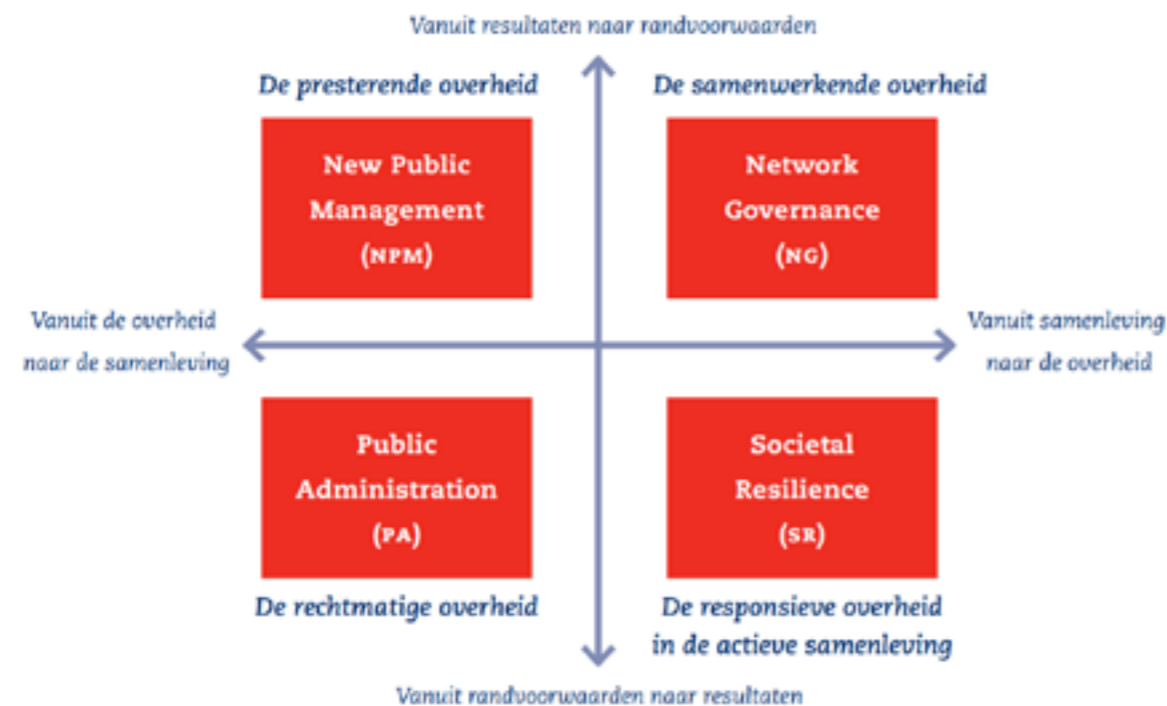 Vanuit resultaten naar randvoorwaarden
De presterende overheid
De samenwerkende overheid
New Public
Management
(NPM)
Network
Governance
(NG)
Vanuit de overheid
naar de samenleving
Vanuit samenleving
naar de overheid
Public
Administration
(PA)
Societal
Resilience
(SR)
De rechtmatige overheid
De responsieve overheid
in de actieve samenleving
Vanuit randvoorwaarden naar resultaten